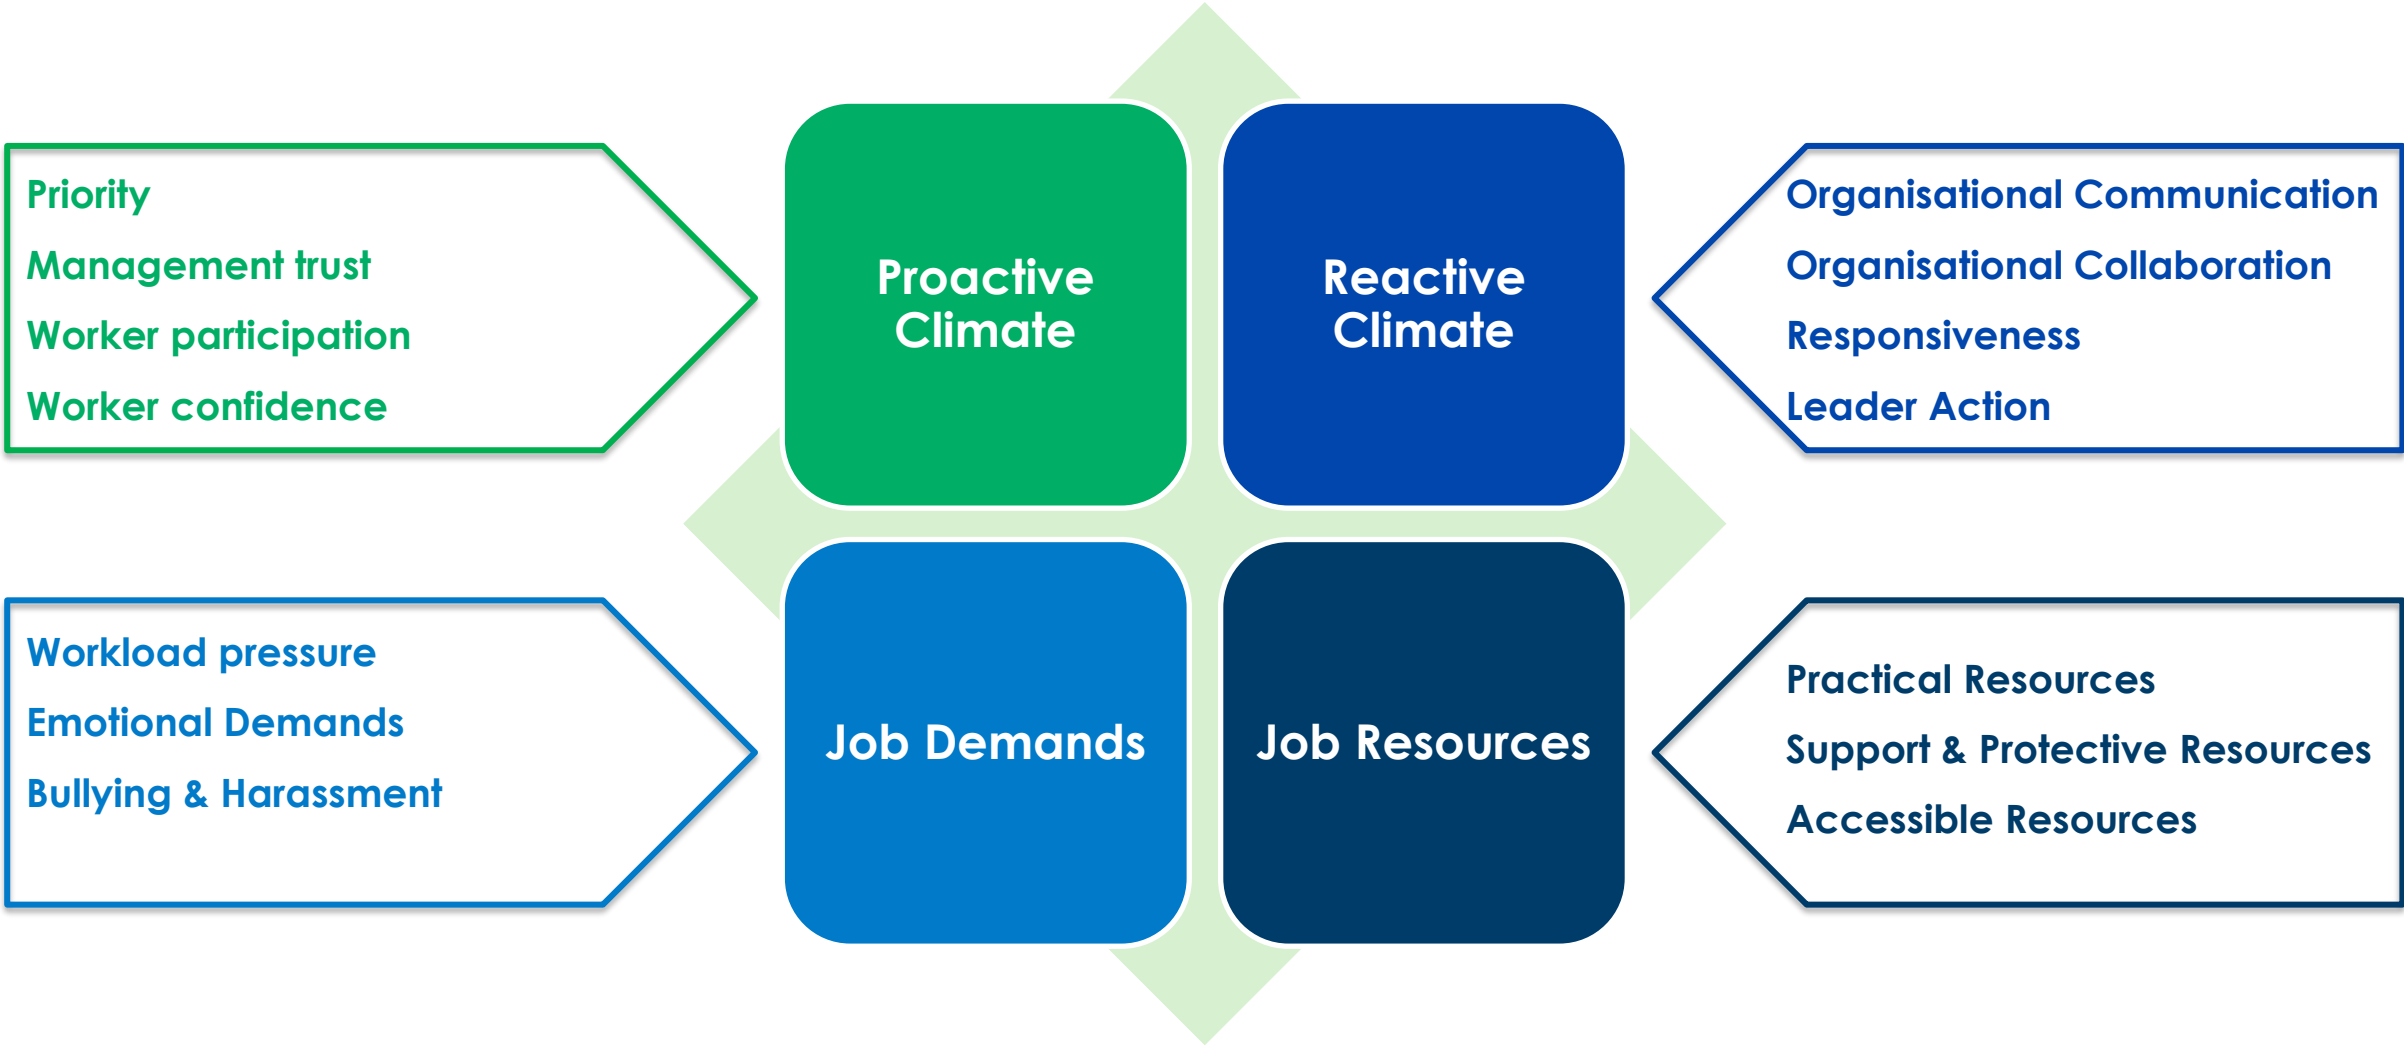 Priority
Management trust
Worker participation
Worker confidence
Proactive
Climate
Reactive
Climate
Organisational Communication
Organisational Collaboration
Responsiveness
Leader Action
Workload pressure
Emotional Demands
Bullying & Harassment
Job Demands
Job Resources
Practical Resources
Support & Protective Resources
Accessible Resources